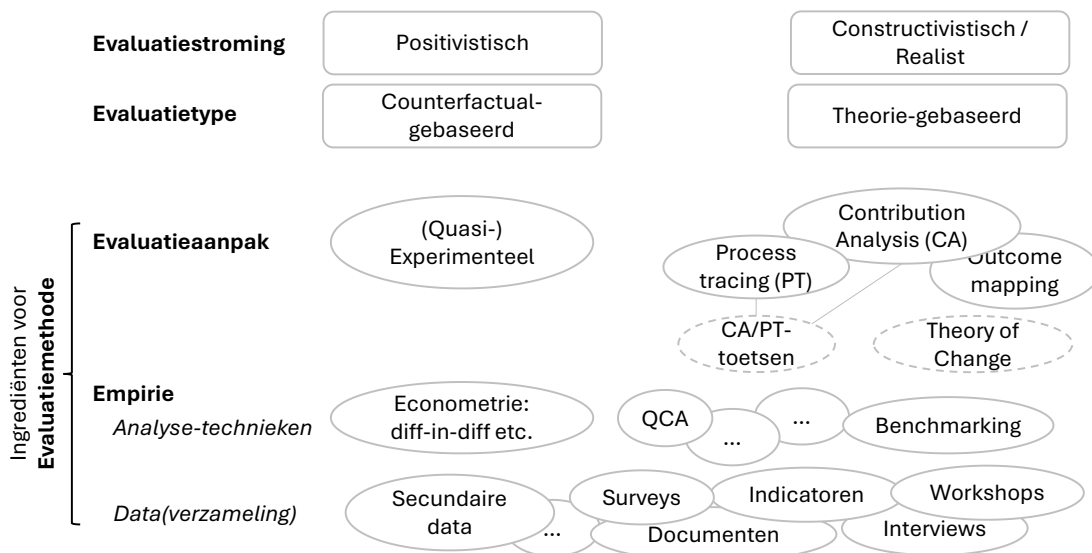 Evaluatiestroming
Positivistisch
Constructivistisch /
Realist
Evaluatietype
Counterfactual-
gebaseerd
Theorie-gebaseerd
Ingrediënten voor
Evaluatiemethode
Evaluatieaanpak
(Quasi-)
Experimenteel
Contribution
Analysis (CA)
Process
tracing (PT)
Outcome
mapping
CA/PT-
toetsen
Theory of
Change
Empirie
Analyse-technieken
Econometrie:
diff-in-diff etc.
QCA
...
...
Benchmarking
Data(verzameling)
Secundaire
data
...
Surveys
Documenten
Indicatoren
Workshops
Interviews